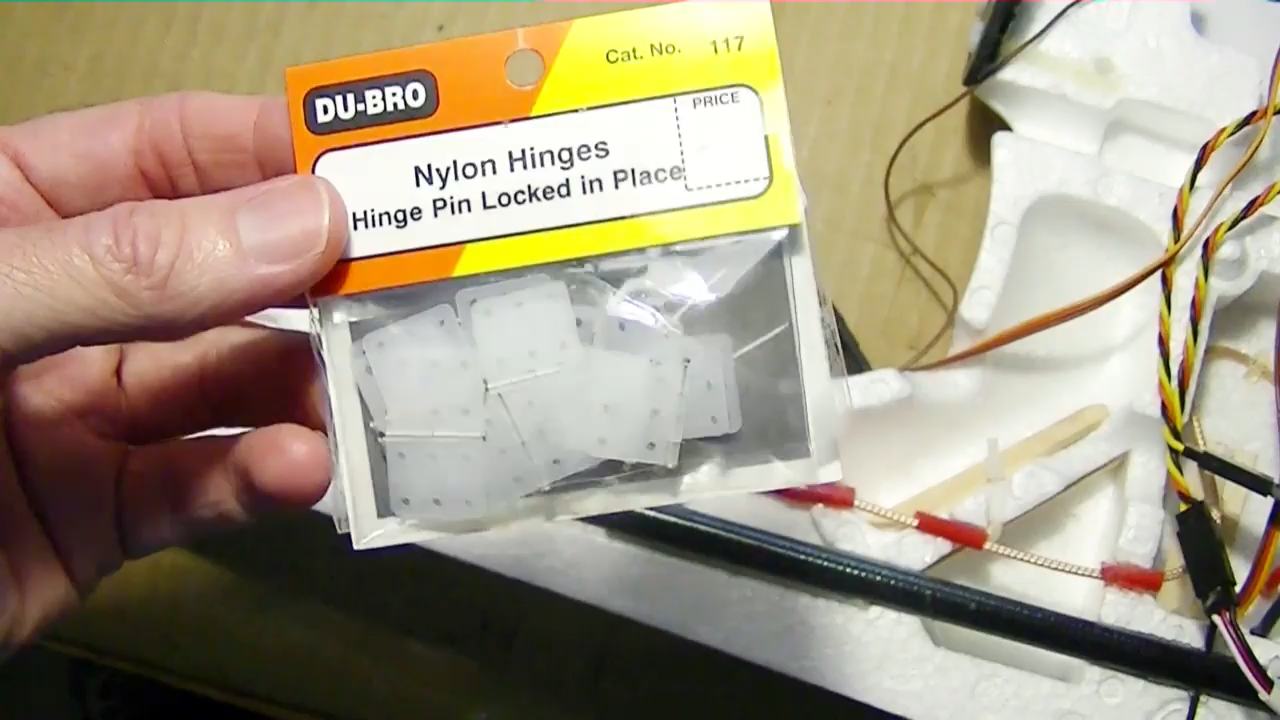 Cat. No. 117
DU-BRO
PRICE
Nylon Hinges
Hinge Pin Locked in Place